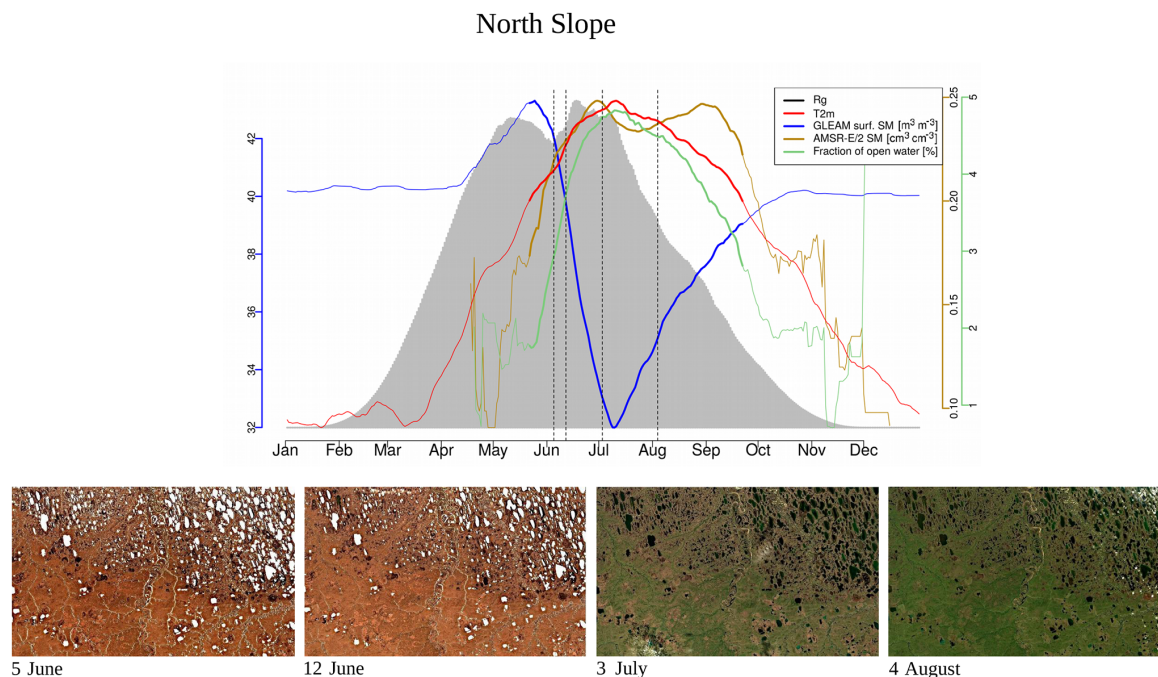 North Slope
Rg
T2m
GLEAM surf. SM [m³ m⁻³]
AMSR-E/2 SM [cm³ cm⁻³]
Fraction of open water [%]
42
40
38
36
34
32
0.25
0.20
0.15
0.10
5
4
3
2
1
Jan Feb Mar Apr May Jun Jul Aug Sep Oct Nov Dec
5 June 12 June 3 July 4 August